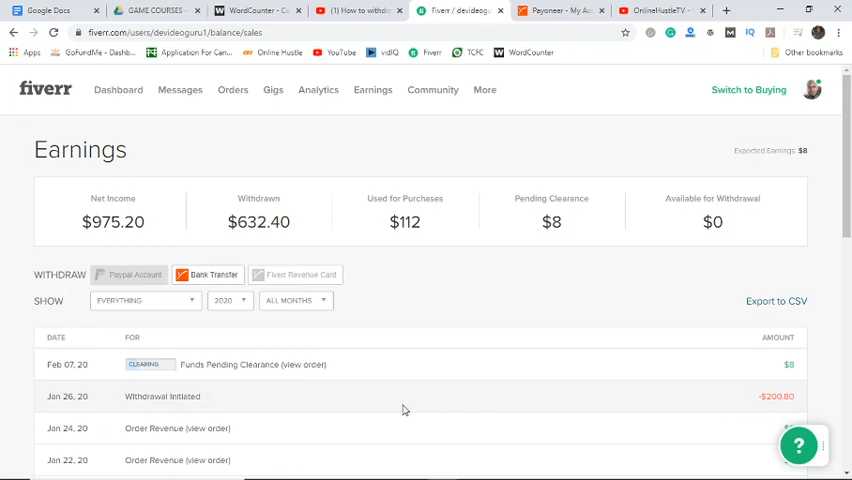 Google Docs
GAME COURSES -
WordCounter - C
(1) How to withdr
Fiverr / devideogu
Payoneer - My Ac
OnlineHustleTV -
fiverr.com/users/devideoguru1/balance/sales
Apps
GoFundMe - Dashb...
Application For Can...
Online Hustle
YouTube
vidIQ
Fiverr
TCFC
WordCounter
Other bookmarks
fiverr
Dashboard
Messages
Orders
Gigs
Analytics
Earnings
Community
More
Switch to Buying
Earnings
Expected Earnings: $8
Net Income
Withdrawn
Used for Purchases
Pending Clearance
Available for Withdrawal
$975.20
$632.40
$112
$8
$0
WITHDRAW
Paypal Account
Bank Transfer
Fiverr Revenue Card
SHOW
EVERYTHING
2020
ALL MONTHS
Export to CSV
DATE
FOR
AMOUNT
Feb 07, 20
CLEARING
Funds Pending Clearance (view order)
$8
Jan 26, 20
Withdrawal Initiated
-$200.80
Jan 24, 20
Order Revenue (view order)
Jan 22, 20
Order Revenue (view order)
?